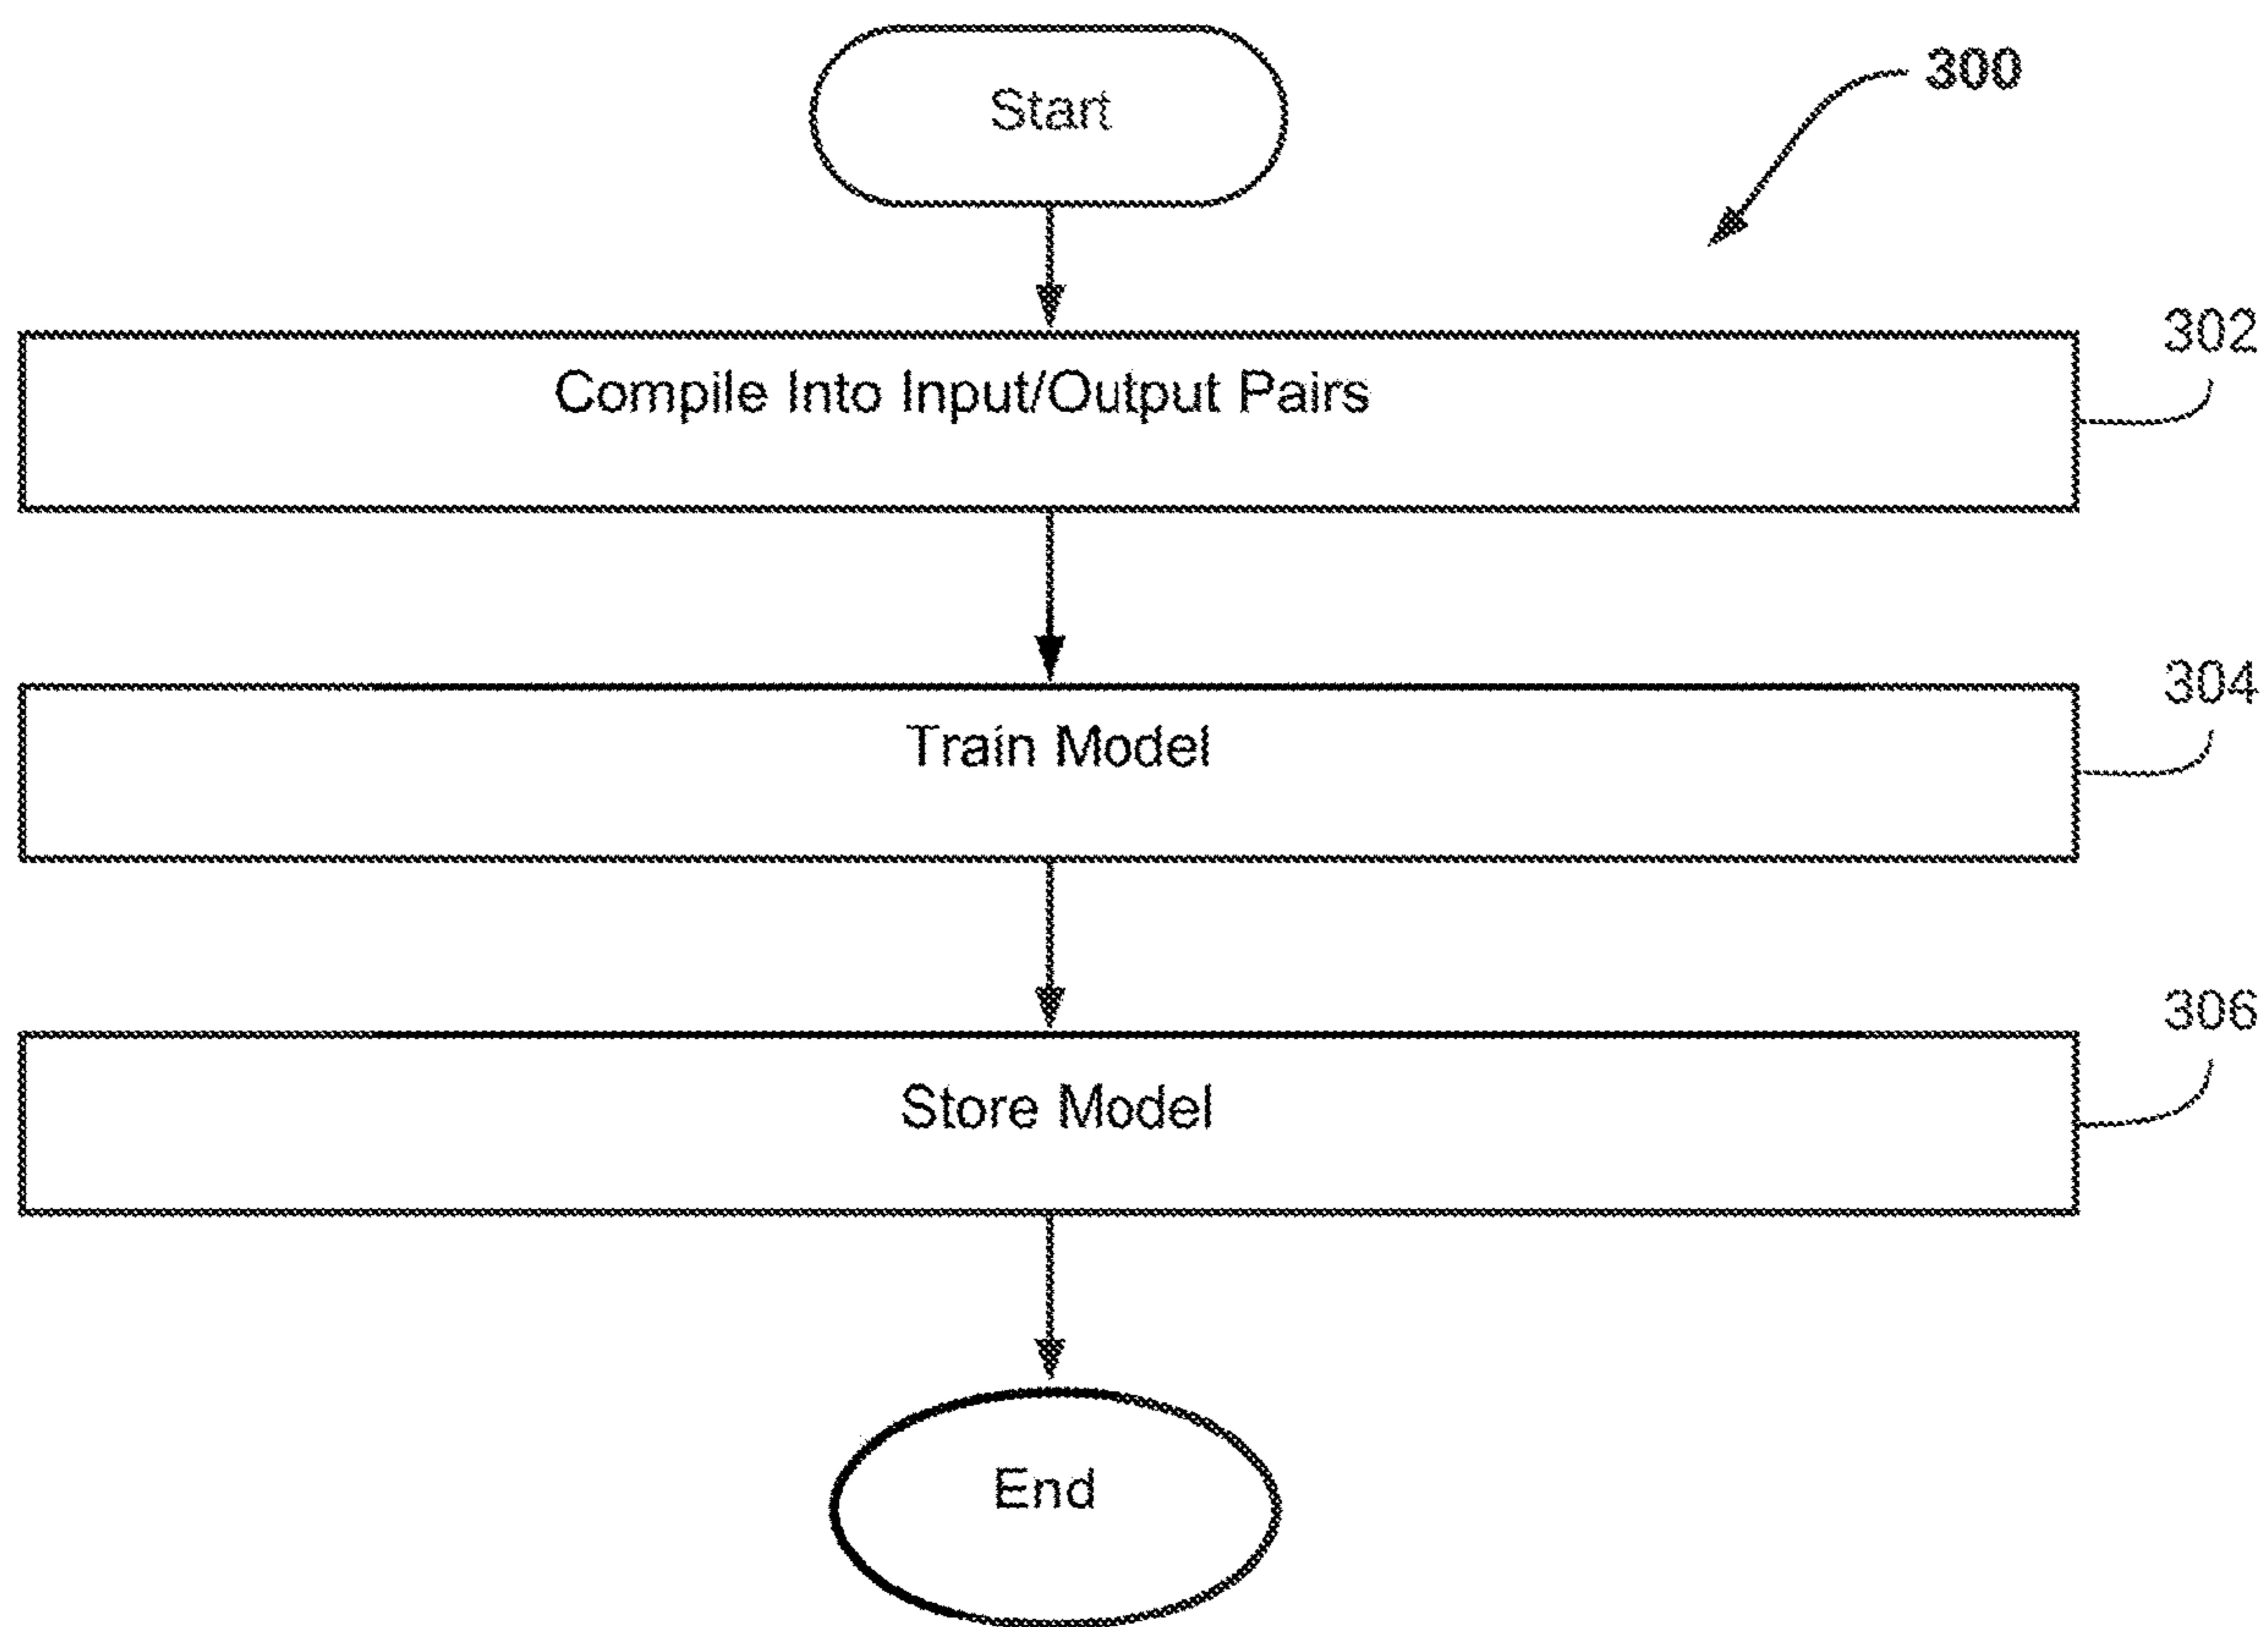 Start
300
302
Compile Into Input/Output Pairs
304
Train Model
306
Store Model
End